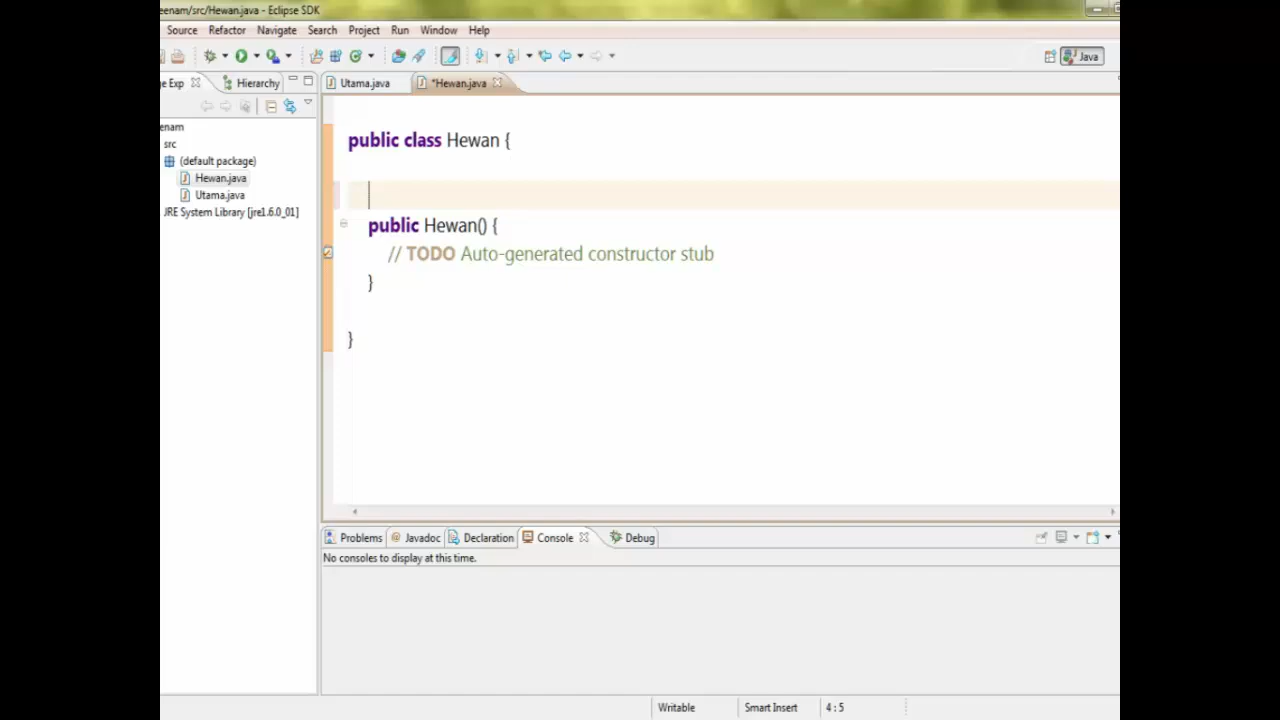 eenam/src/Hewan.java - Eclipse SDK
Source Refactor Navigate Search Project Run Window Help
Java
ge Exp Hierarchy
Utama.java *Hewan.java
enam
src
(default package)
Hewan.java
Utama.java
JRE System Library [jre1.6.0_01]
public class Hewan {
public Hewan() {
// TODO Auto-generated constructor stub
}
}
Problems @ Javadoc Declaration Console Debug
No consoles to display at this time.
Writable Smart Insert 4 : 5